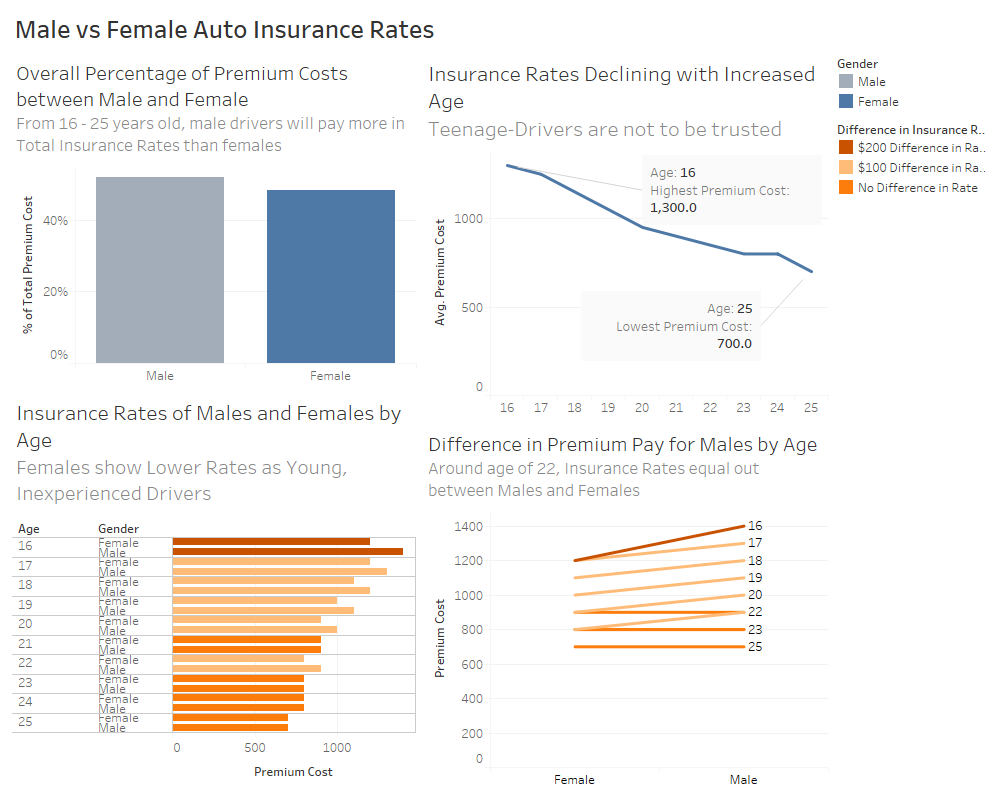 Male vs Female Auto Insurance Rates
Overall Percentage of Premium Costs
between Male and Female
From 16 - 25 years old, male drivers will pay more in
Total Insurance Rates than females
% of Total Premium Cost
40%
20%
0%
Male
Female
Insurance Rates Declining with Increased
Age
Teenage-Drivers are not to be trusted
Avg. Premium Cost
1000
500
0
Age: 16
Highest Premium Cost:
1,300.0
Age: 25
Lowest Premium Cost:
700.0
16 17 18 19 20 21 22 23 24 25
Gender
Male
Female
Difference in Insurance R..
$200 Difference in Ra..
$100 Difference in Ra..
No Difference in Rate
Insurance Rates of Males and Females by
Age
Females show Lower Rates as Young,
Inexperienced Drivers
Age Gender
16 Female
Male
17 Female
Male
18 Female
Male
19 Female
Male
20 Female
Male
21 Female
Male
22 Female
Male
23 Female
Male
24 Female
Male
25 Female
Male
0 500 1000
Premium Cost
Difference in Premium Pay for Males by Age
Around age of 22, Insurance Rates equal out
between Males and Females
Premium Cost
1400
1200
1000
800
600
400
200
0
16
17
18
19
20
22
23
25
Female Male